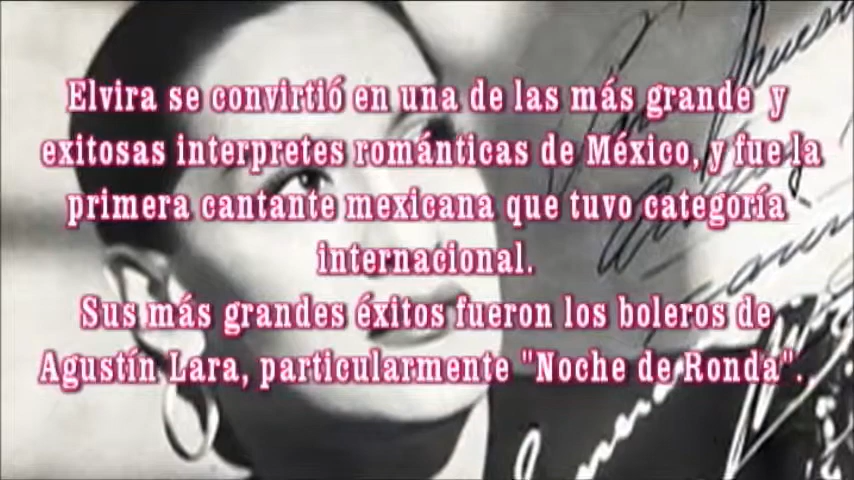 Elvira se convirtió en una de las más grande y
exitosas interpretes románticas de México, y fue la
primera cantante mexicana que tuvo categoría
internacional.
Sus más grandes éxitos fueron los boleros de
Agustín Lara, particularmente "Noche de Ronda".